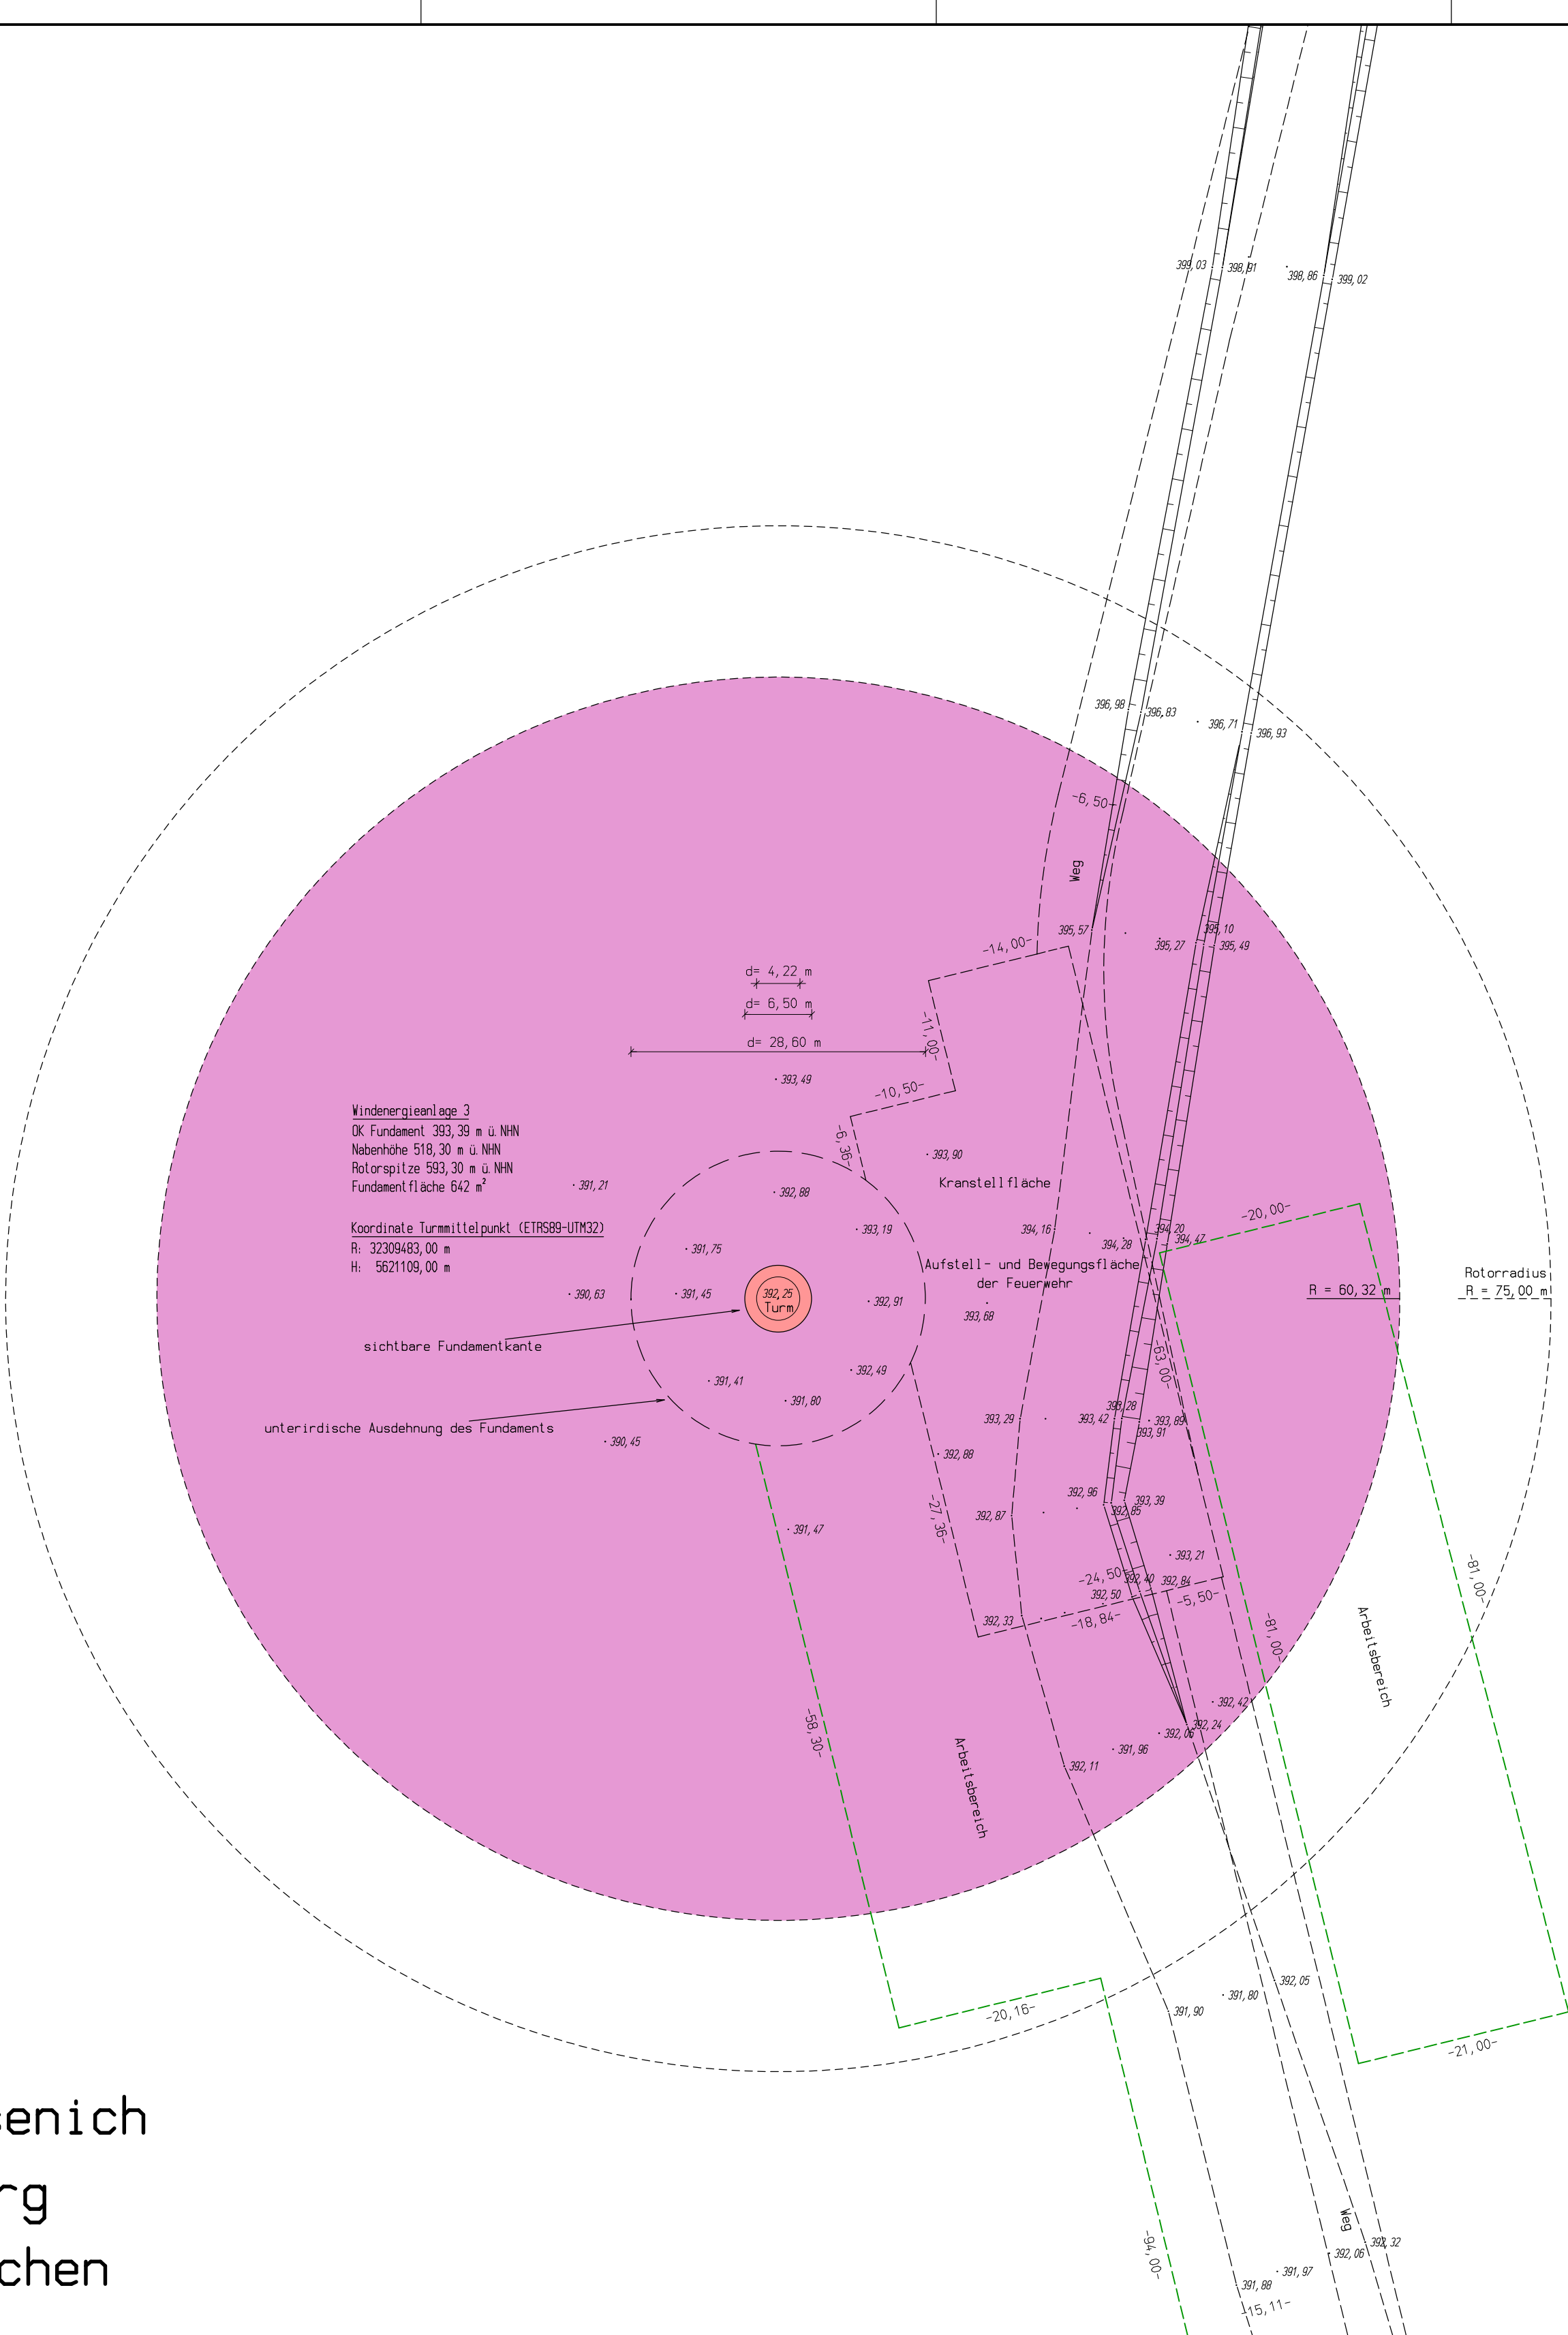 399,03
398,91
398,86
399,02
396,98
396,83
396,71
396,93
-6,50-
Weg
395,57
395,10
395,27
395,49
-14,00-
d= 4,22 m
d= 6,50 m
-11,00-
d= 28,60 m
393,49
-10,50-
Windenergieanlage 3
OK Fundament 393,39 m ü. NHN
Nabenhöhe 518,30 m ü. NHN
Rotorspitze 593,30 m ü. NHN
Fundamentfläche 642 m²
-6,36-
393,90
Kranstellfläche
391,21
392,88
-20,00-
Koordinate Turmmittelpunkt (ETRS89-UTM32)
R: 32309483,00 m
H: 5621109,00 m
393,19
394,16
394,20
394,28
394,47
391,75
Aufstell- und Bewegungsfläche
der Feuerwehr
Rotorradius
R = 75,00 m
R = 60,32 m
390,63
391,45
392,25
Turm
392,91
393,68
sichtbare Fundamentkante
-63,00-
392,49
391,41
391,80
393,28
393,29
393,42
393,89
393,91
unterirdische Ausdehnung des Fundaments
390,45
392,88
392,96
393,39
392,87
392,85
-27,36-
391,47
393,21
-24,50-
392,40
392,84
392,50
-5,50-
-81,00-
392,33
-18,84-
-81,00-
Arbeitsbereich
392,42
392,24
392,06
-58,30-
391,96
392,11
Arbeitsbereich
392,05
391,80
391,90
-20,16-
-21,00-
enich
rg
chen
Weg
392,32
392,06
-94,00-
391,97
391,88
-15,11-